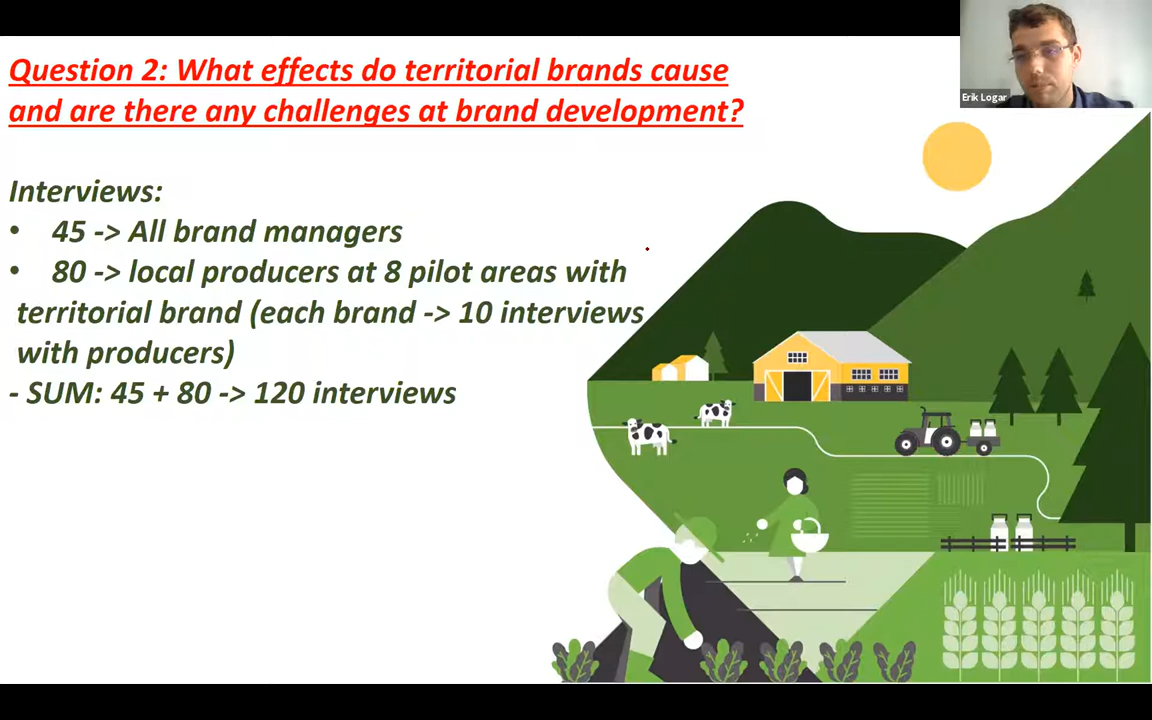 Question 2: What effects do territorial brands cause
and are there any challenges at brand development?
Erik Logar
Interviews:
• 45 -> All brand managers
• 80 -> local producers at 8 pilot areas with
territorial brand (each brand -> 10 interviews
with producers)
- SUM: 45 + 80 -> 120 interviews